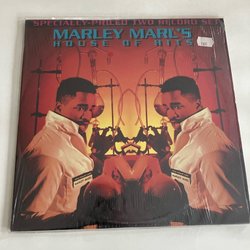 SPECIALLY-PRICED TWO RECORD SET
MARLEY MARL'S
HOUSE OF HITS